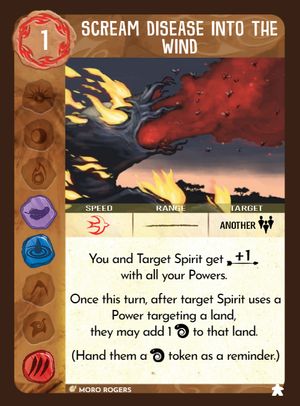 1
SCREAM DISEASE INTO THE
WIND
SPEED RANGE TARGET
ANOTHER
You and Target Spirit get +1
with all your Powers.
Once this turn, after target Spirit uses a
Power targeting a land,
they may add 1 to that land.
(Hand them a token as a reminder.)
MORO ROGERS